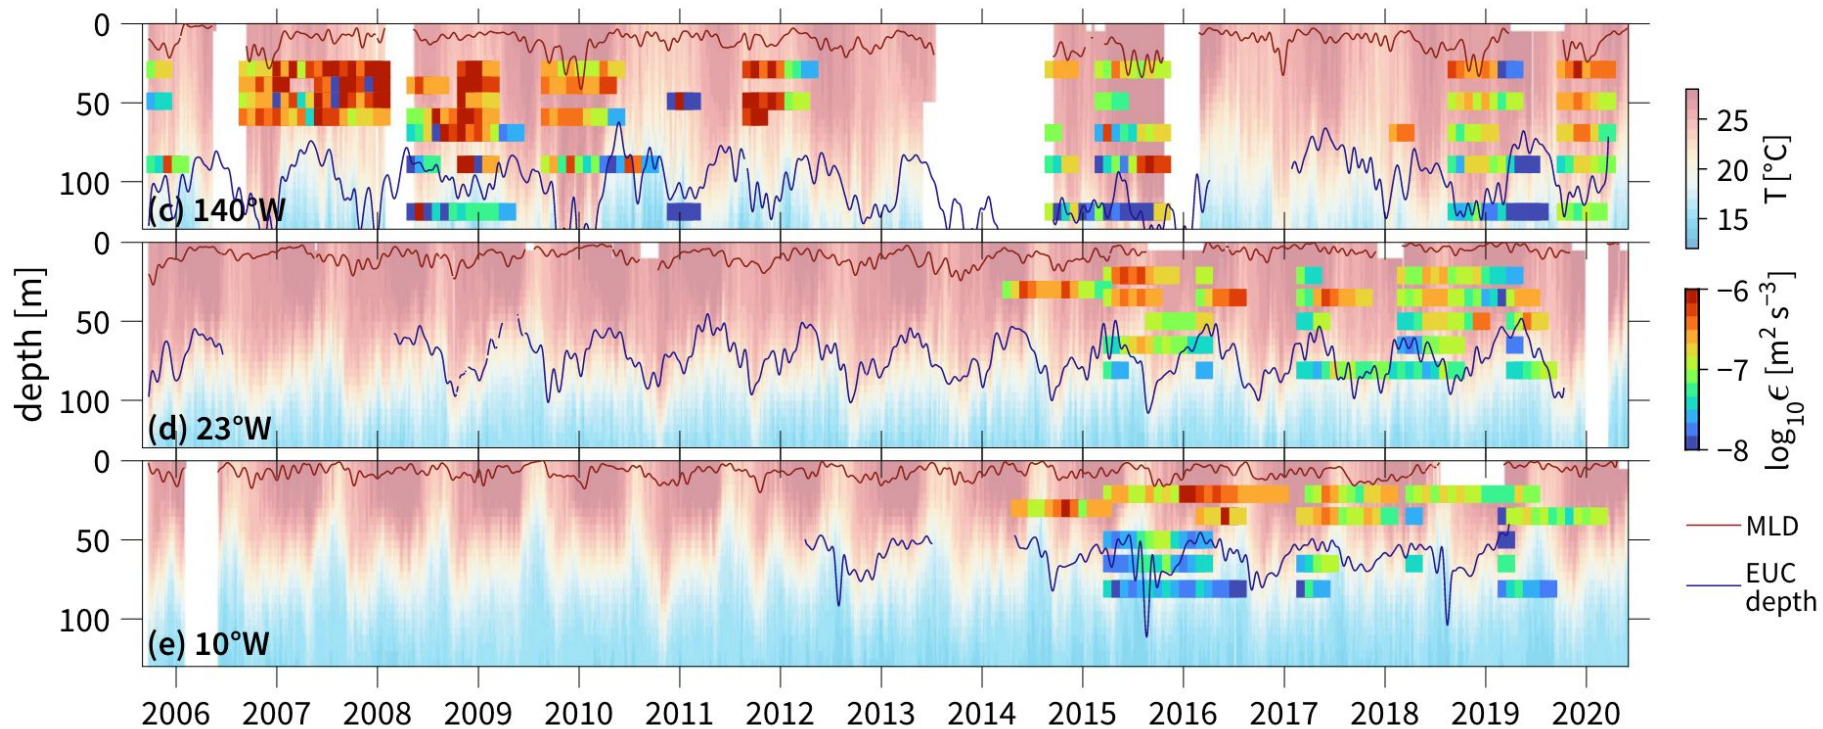 0
50
100
(c) 140°W
0
50
100
(d) 23°W
0
50
100
(e) 10°W
depth [m]
2006 2007 2008 2009 2010 2011 2012 2013 2014 2015 2016 2017 2018 2019 2020
25
20
15
T [°C]
−6
−7
−8
log₁₀ ϵ [m² s⁻³]
MLD
EUC
depth